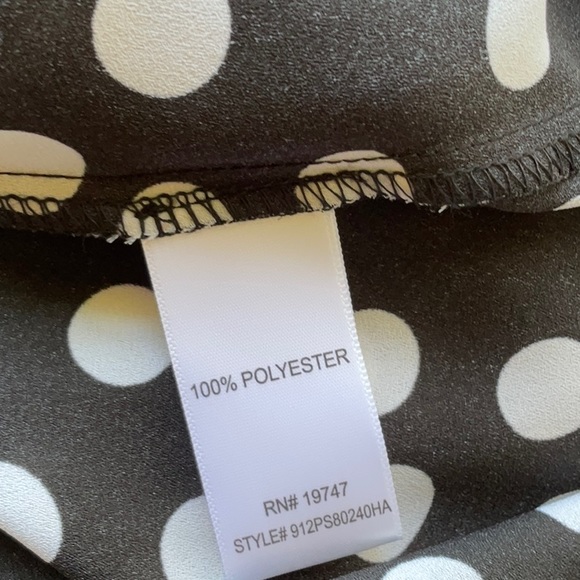 100% POLYESTER
RN# 19747
STYLE# 912PS80240HA